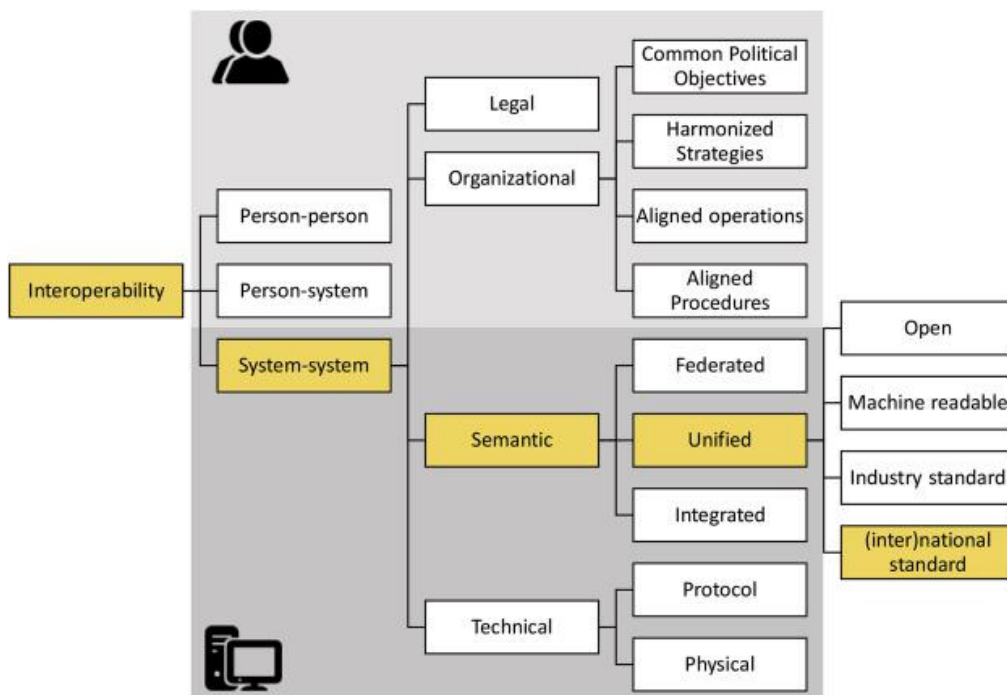 Interoperability
Person-person
Person-system
System-system
Legal
Organizational
Semantic
Technical
Common Political
Objectives
Harmonized
Strategies
Aligned operations
Aligned
Procedures
Federated
Unified
Integrated
Protocol
Physical
Open
Machine readable
Industry standard
(inter)national
standard